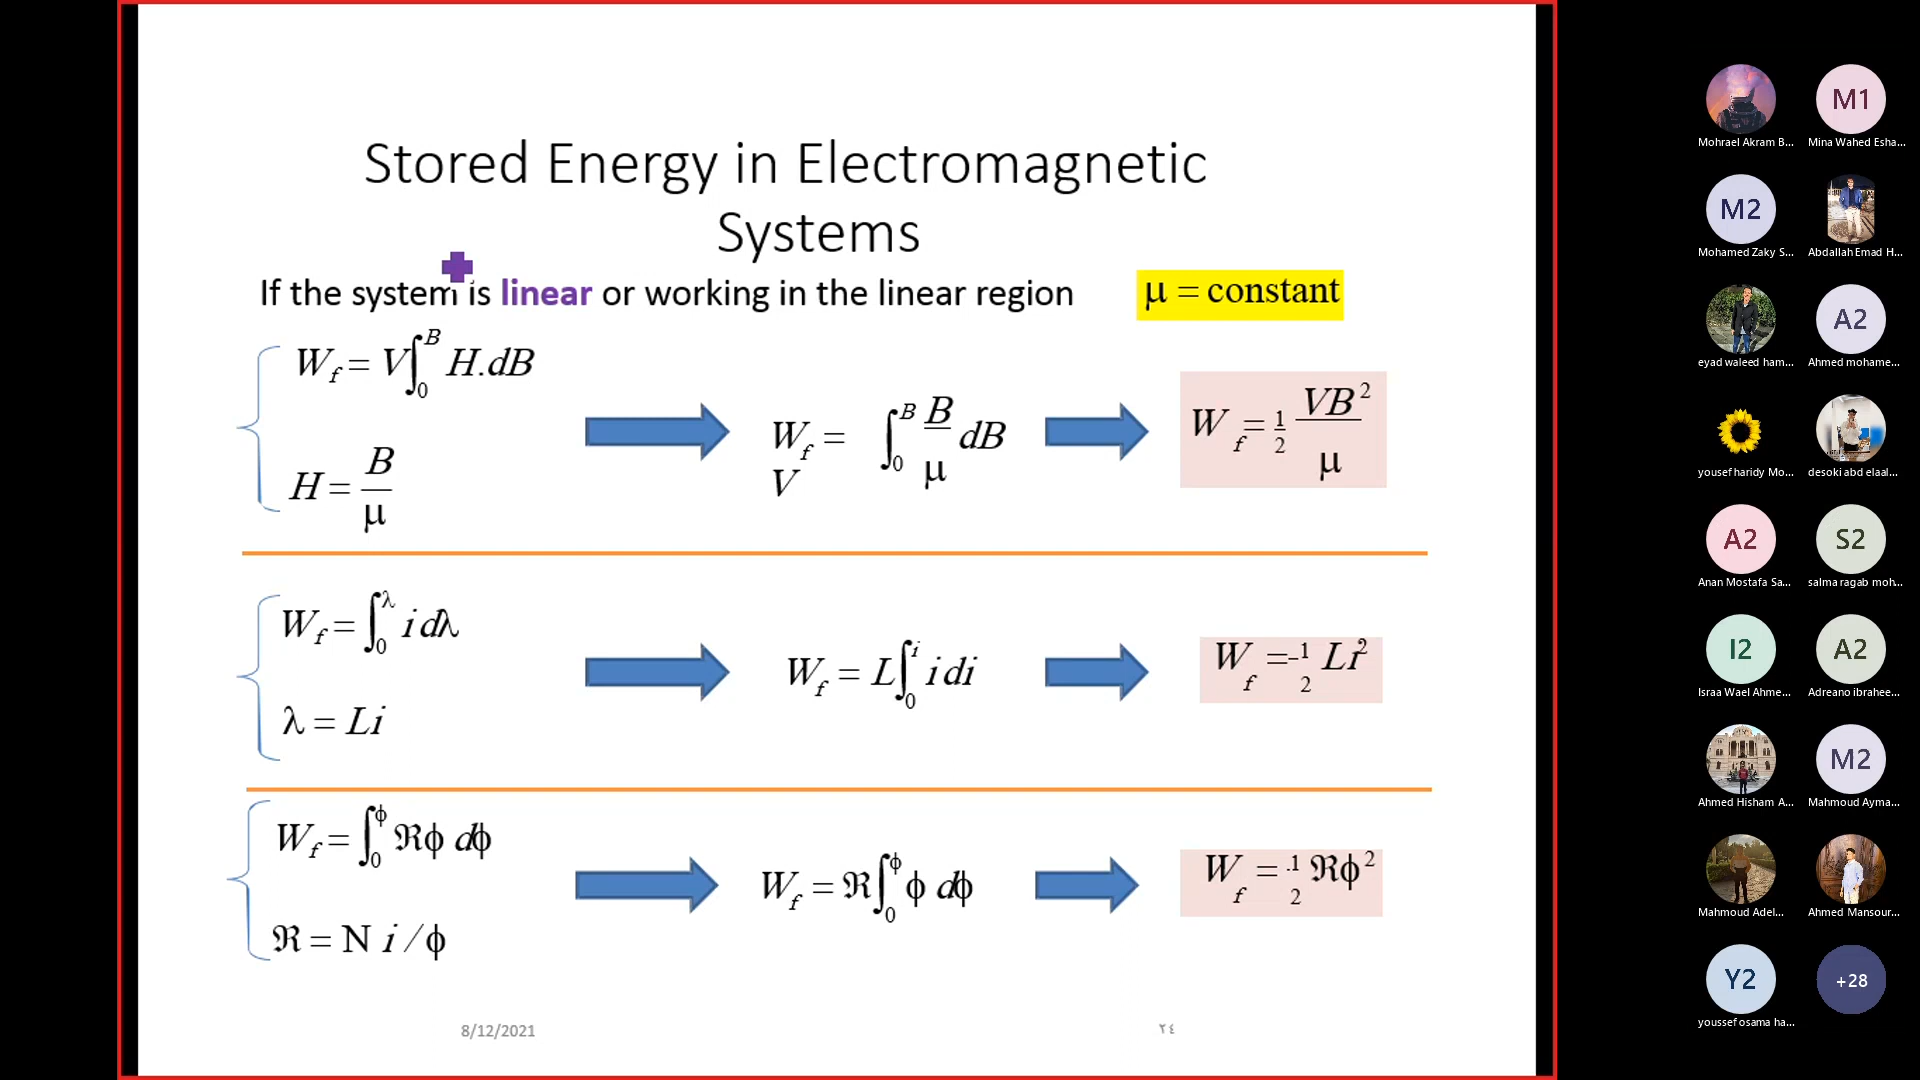 Stored Energy in Electromagnetic
Systems
If the system is linear or working in the linear region
μ = constant
W_f = V∫_0^B H.dB
H = B/μ
W_f = V ∫_0^B B/μ dB
W_f = 1/2 VB²/μ
W_f = ∫_0^λ i dλ
λ = Li
W_f = L∫_0^i i di
W_f = 1/2 Li²
W_f = ∫_0^ϕ ℜϕ dϕ
ℜ = N i / ϕ
W_f = ℜ∫_0^ϕ ϕ dϕ
W_f = 1/2 ℜϕ²
8/12/2021
٢٤
M1
Mohrael Akram B...
Mina Wahed Esha...
M2
Mohamed Zaky S...
Abdallah Emad H...
A2
eyad waleed ham...
Ahmed mohame...
yousef haridy Mo...
desoki abd elaal...
A2
S2
Anan Mostafa Sa...
salma ragab moh...
I2
A2
Israa Wael Ahme...
Adreano ibrahee...
M2
Ahmed Hisham A...
Mahmoud Ayma...
Mahmoud Adel...
Ahmed Mansour...
Y2
+28
youssef osama ha...